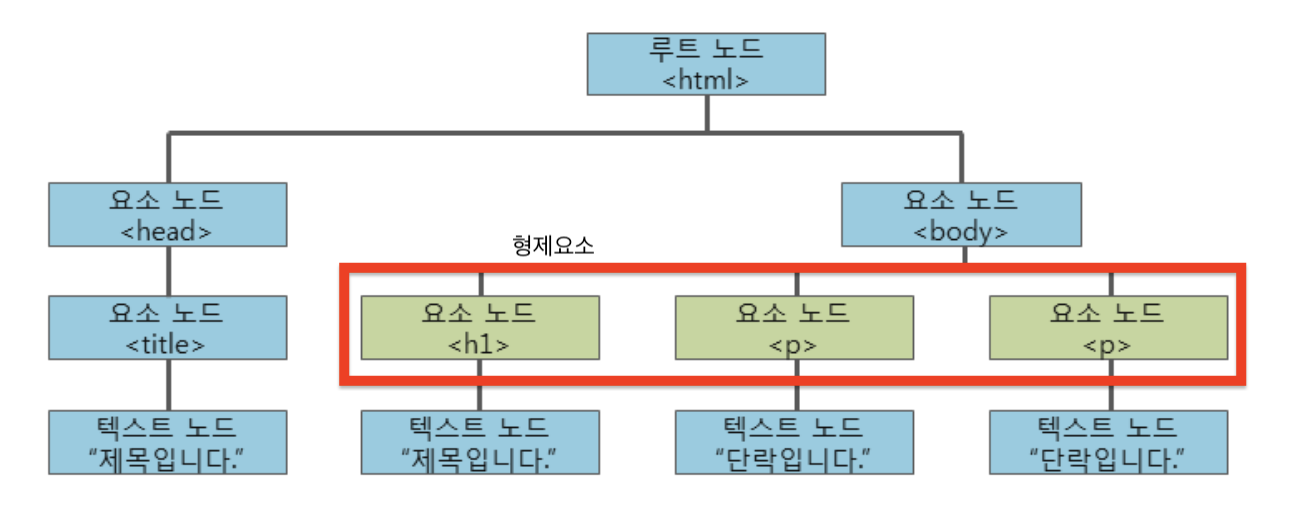 루트 노드
<html>
요소 노드
<head>
요소 노드
<body>
형제요소
요소 노드
<title>
요소 노드
<h1>
요소 노드
<p>
요소 노드
<p>
텍스트 노드
"제목입니다."
텍스트 노드
"제목입니다."
텍스트 노드
"단락입니다."
텍스트 노드
"단락입니다."